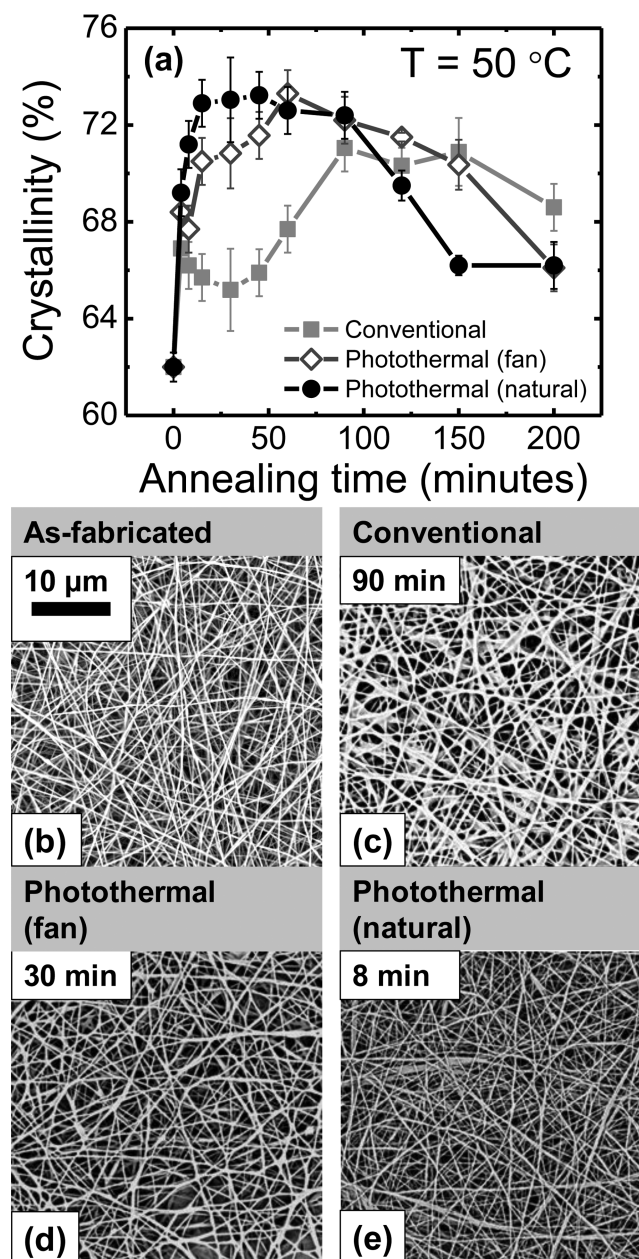 (a)
T = 50 °C
Crystallinity (%)
76
72
68
64
60
Conventional
Photothermal (fan)
Photothermal (natural)
0
50
100
150
200
Annealing time (minutes)
As-fabricated
10 µm
(b)
Conventional
90 min
(c)
Photothermal
(fan)
30 min
(d)
Photothermal
(natural)
8 min
(e)